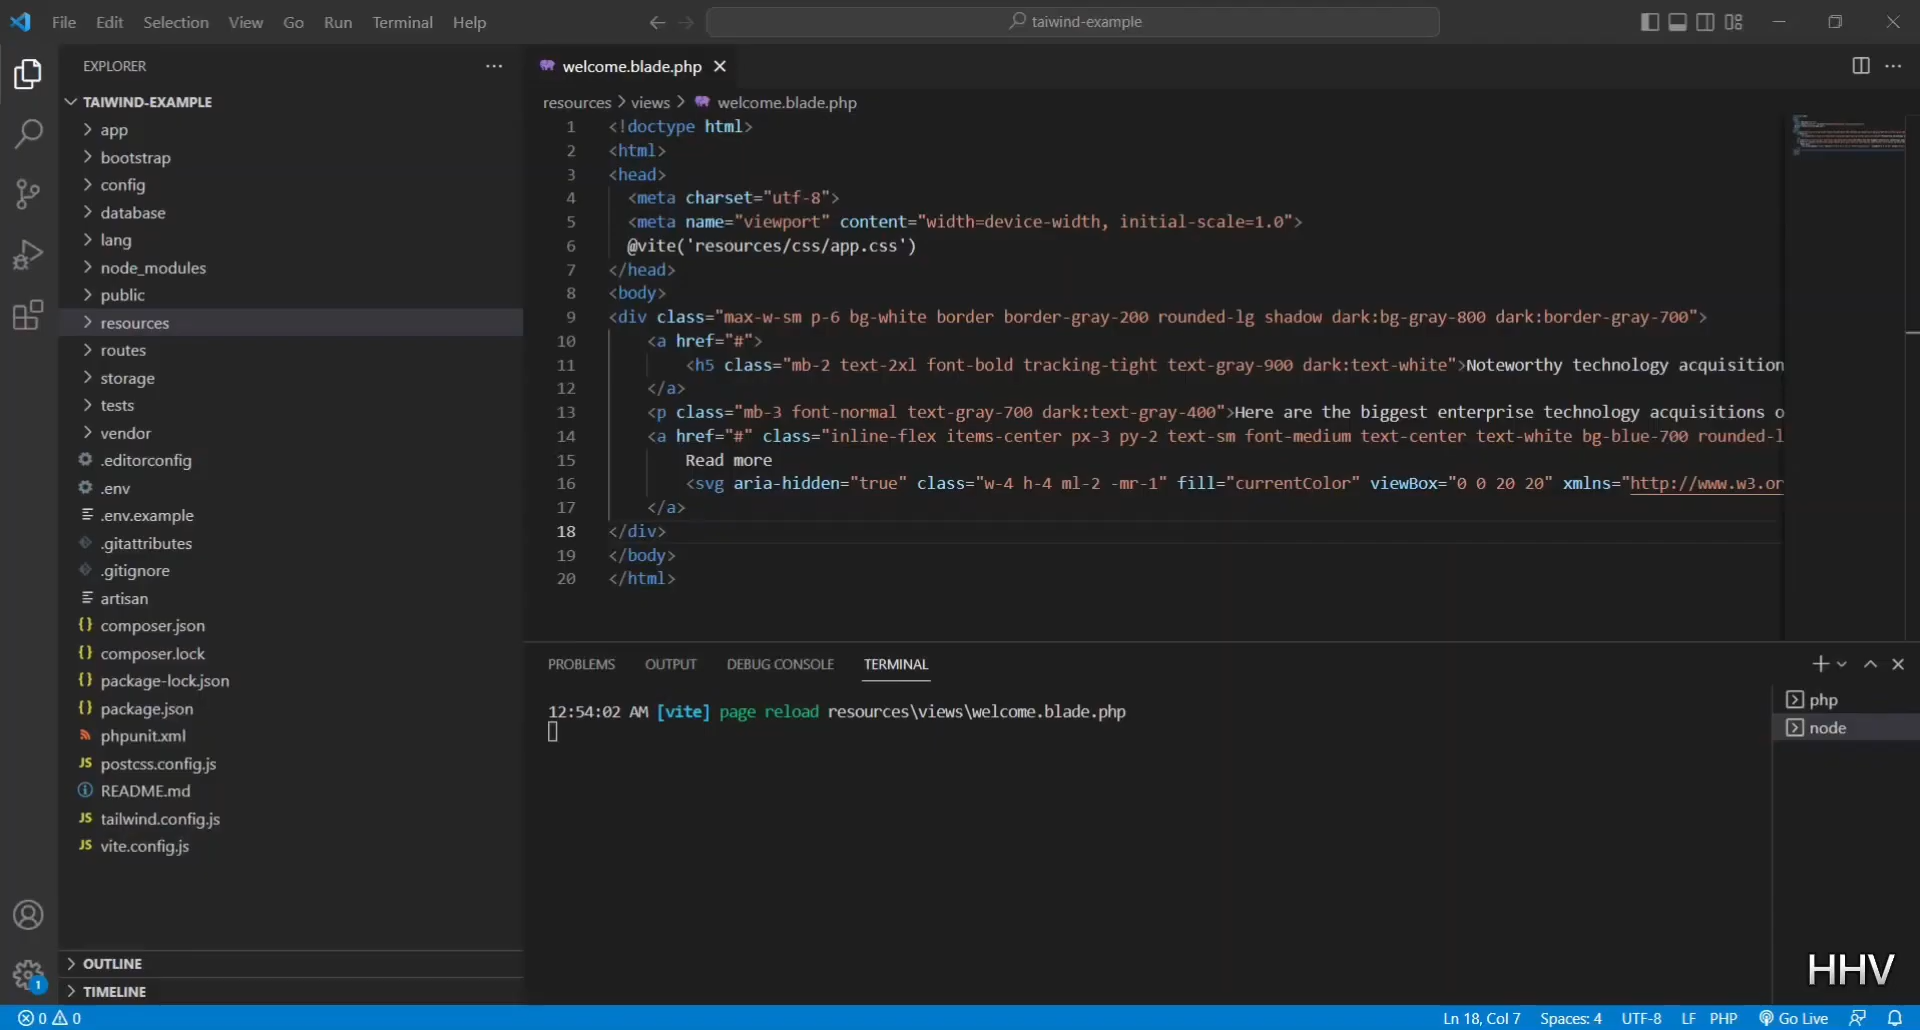 File Edit Selection View Go Run Terminal Help
taiwind-example
EXPLORER
TAIWIND-EXAMPLE
app
bootstrap
config
database
lang
node_modules
public
resources
routes
storage
tests
vendor
.editorconfig
.env
.env.example
.gitattributes
.gitignore
artisan
composer.json
composer.lock
package-lock.json
package.json
phpunit.xml
postcss.config.js
README.md
tailwind.config.js
vite.config.js
OUTLINE
TIMELINE
welcome.blade.php
resources > views > welcome.blade.php
1 <!doctype html>
2 <html>
3 <head>
4 <meta charset="utf-8">
5 <meta name="viewport" content="width=device-width, initial-scale=1.0">
6 @vite('resources/css/app.css')
7 </head>
8 <body>
9 <div class="max-w-sm p-6 bg-white border border-gray-200 rounded-lg shadow dark:bg-gray-800 dark:border-gray-700">
10 <a href="#">
11 <h5 class="mb-2 text-2xl font-bold tracking-tight text-gray-900 dark:text-white">Noteworthy technology acquisition
12 </a>
13 <p class="mb-3 font-normal text-gray-700 dark:text-gray-400">Here are the biggest enterprise technology acquisitions o
14 <a href="#" class="inline-flex items-center px-3 py-2 text-sm font-medium text-center text-white bg-blue-700 rounded-l
15 Read more
16 <svg aria-hidden="true" class="w-4 h-4 ml-2 -mr-1" fill="currentColor" viewBox="0 0 20 20" xmlns="http://www.w3.or
17 </a>
18 </div>
19 </body>
20 </html>
PROBLEMS OUTPUT DEBUG CONSOLE TERMINAL
12:54:02 AM [vite] page reload resources\views\welcome.blade.php
php
node
HHV
1
0 0
Ln 18, Col 7 Spaces: 4 UTF-8 LF PHP Go Live